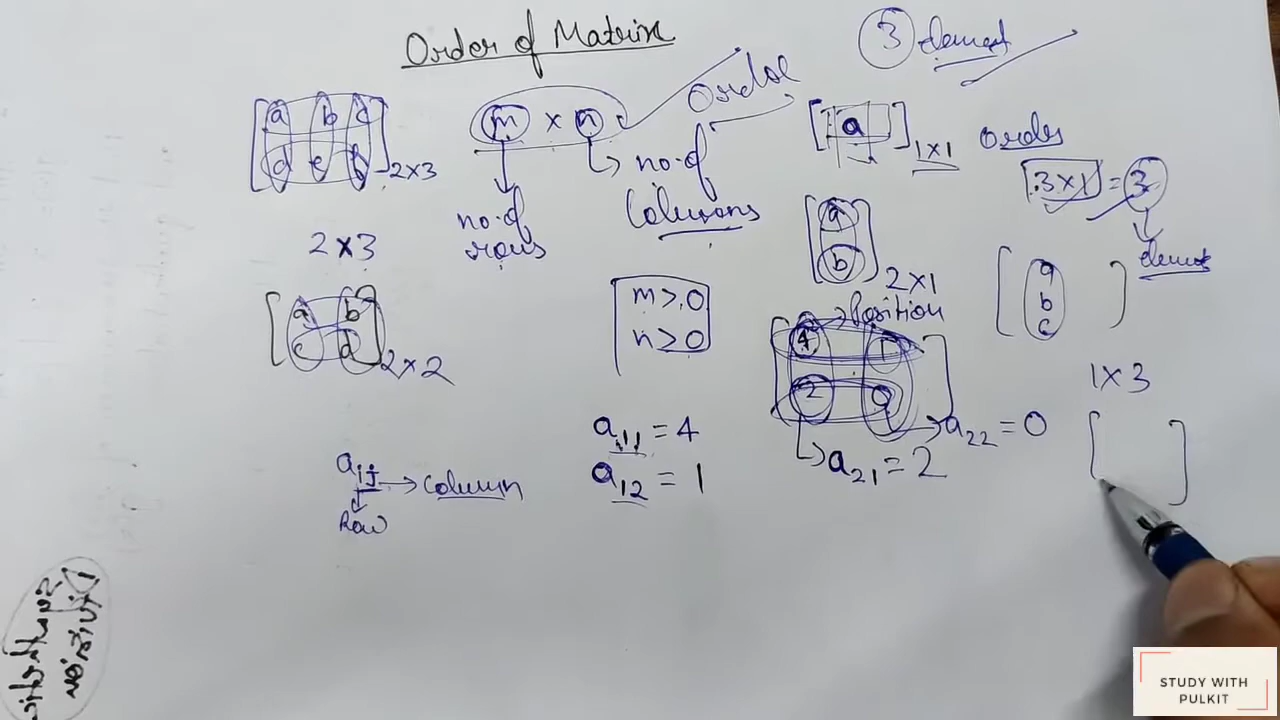 Order of Matrix
3 element
[a b c
d e f] 2×3
m × n
Order
no. of rows
no. of Columns
[a] 1×1
Order
3×1 = 3
element
2×3
[a
b] 2×1
[a
b
c]
[a b
c d] 2×2
m>0
n>0
Position
[4 1
2 0]
1×3
[ ]
a11 = 4
a12 = 1
a22 = 0
a21 = 2
aij → Column
Row
STUDY WITH
PULKIT